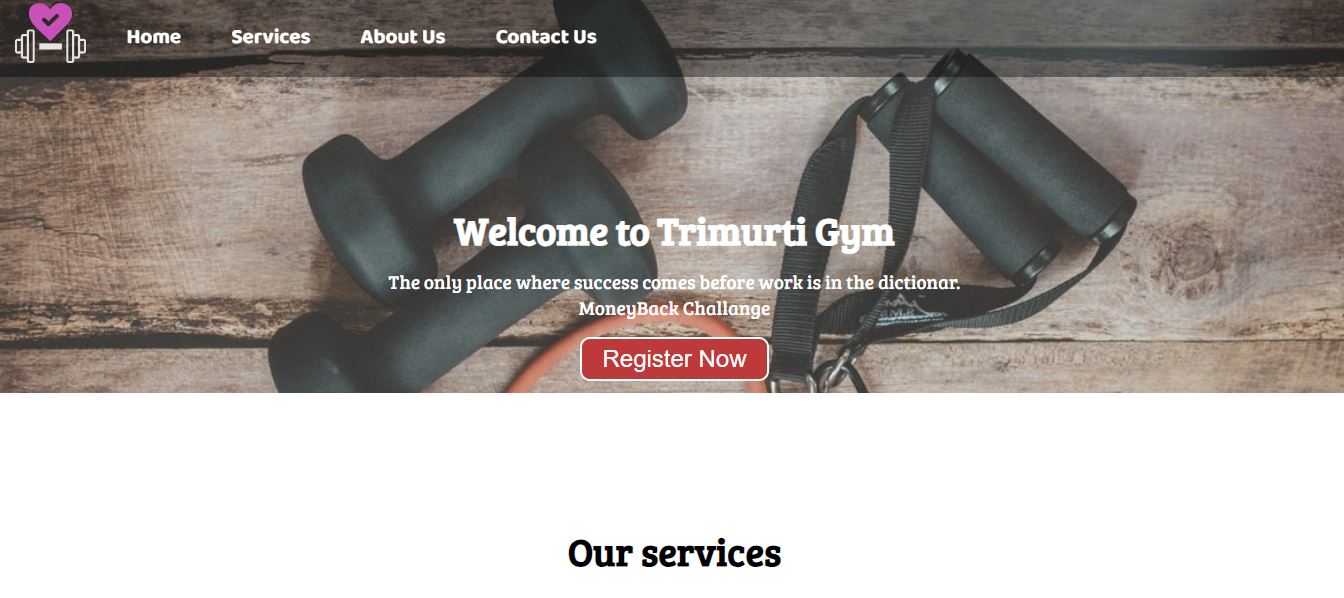 Home Services About Us Contact Us
Welcome to Trimurti Gym
The only place where success comes before work is in the dictionar.
MoneyBack Challange
Register Now
Our services